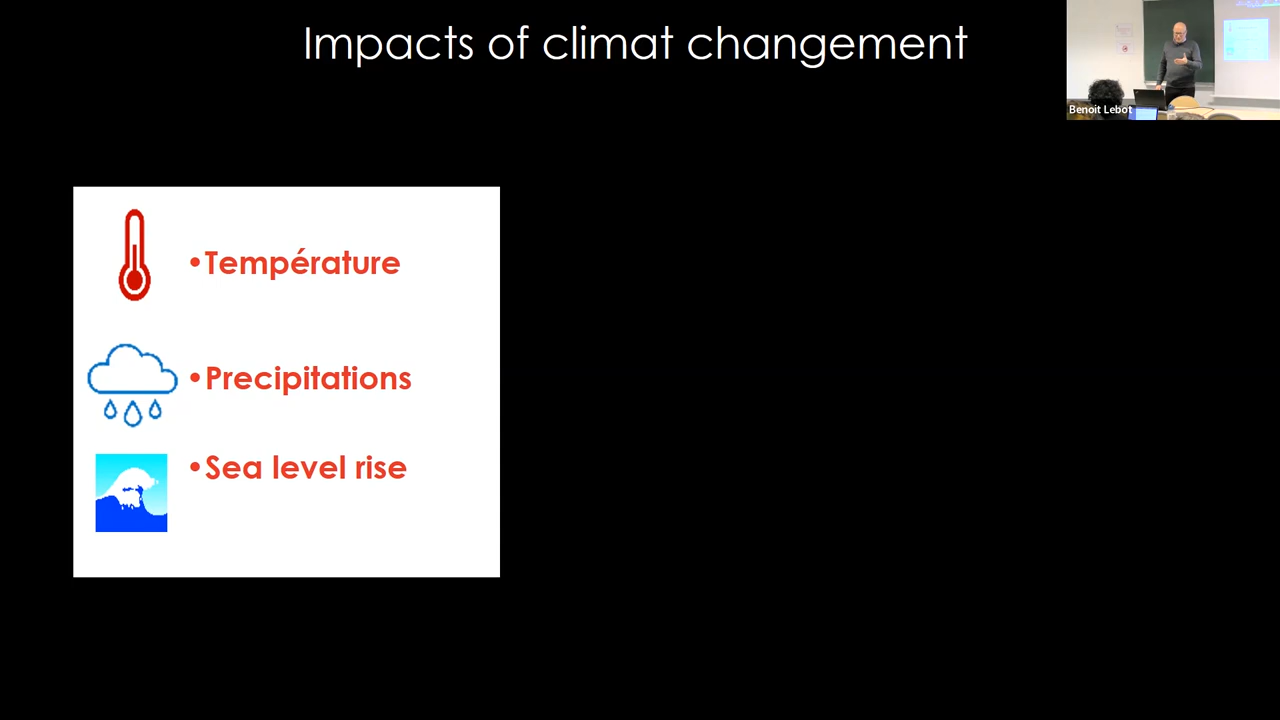 Impacts of climat changement
Benoit Lebot
•Température
•Precipitations
•Sea level rise